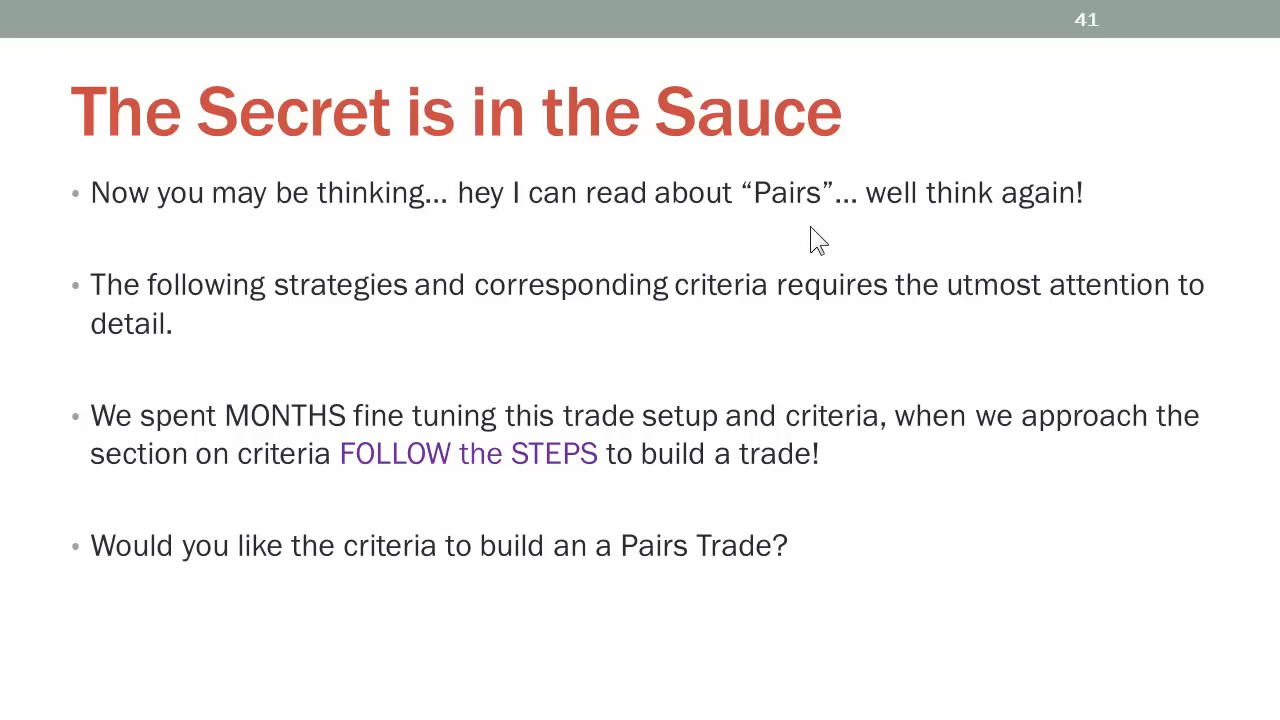 41
The Secret is in the Sauce
• Now you may be thinking... hey I can read about “Pairs”... well think again!
• The following strategies and corresponding criteria requires the utmost attention to
detail.
• We spent MONTHS fine tuning this trade setup and criteria, when we approach the
section on criteria FOLLOW the STEPS to build a trade!
• Would you like the criteria to build an a Pairs Trade?